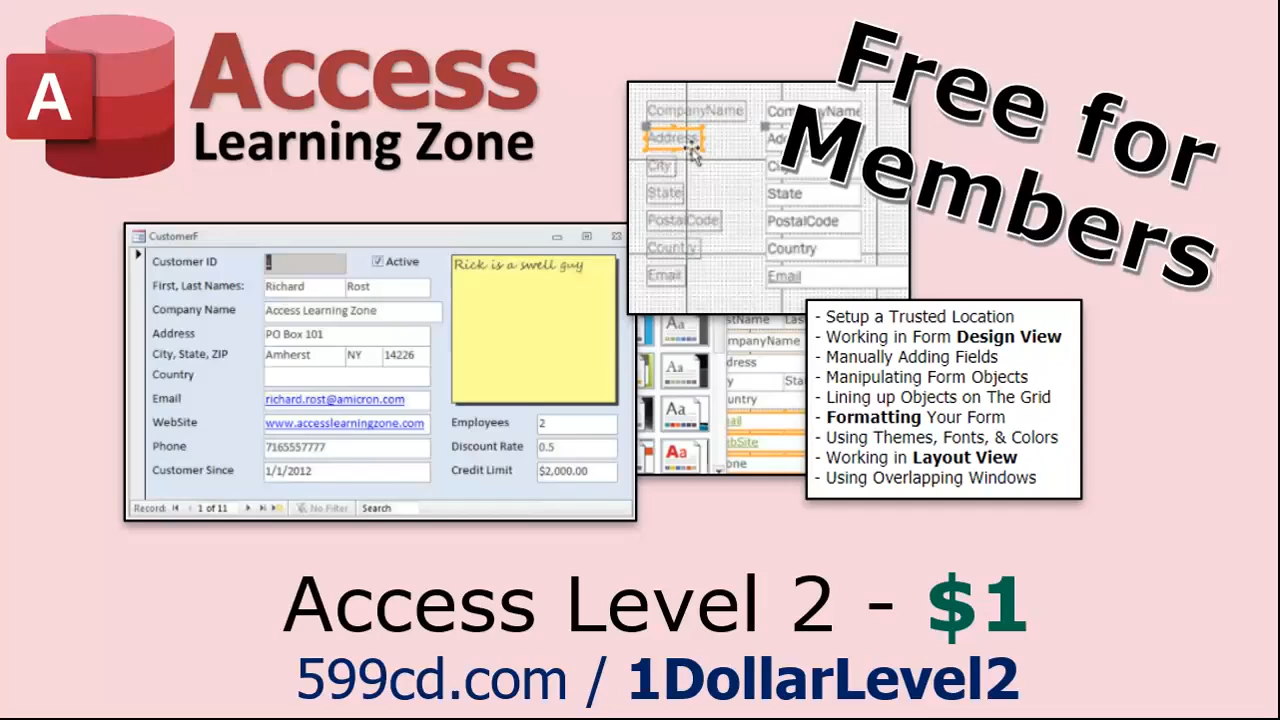 A
Access
Learning Zone
Free for
Members
CompanyName
CompanyName
Address
City
State
State
PostalCode
PostalCode
Country
Country
Email
Email
CustomerF
Customer ID
Active
First, Last Names:
Richard
Rost
Company Name
Access Learning Zone
Address
PO Box 101
City, State, ZIP
Amherst
NY
14226
Country
Email
richard.rost@amicron.com
WebSite
www.accesslearningzone.com
Phone
7165557777
Customer Since
1/1/2012
Rick is a swell guy
Employees
2
Discount Rate
0.5
Credit Limit
$2,000.00
Record:
1 of 11
No Filter
Search
Aa
Aa
Aa
Aa
- Setup a Trusted Location
- Working in Form Design View
- Manually Adding Fields
- Manipulating Form Objects
- Lining up Objects on The Grid
- Formatting Your Form
- Using Themes, Fonts, & Colors
- Working in Layout View
- Using Overlapping Windows
Access Level 2 - $1
599cd.com / 1DollarLevel2